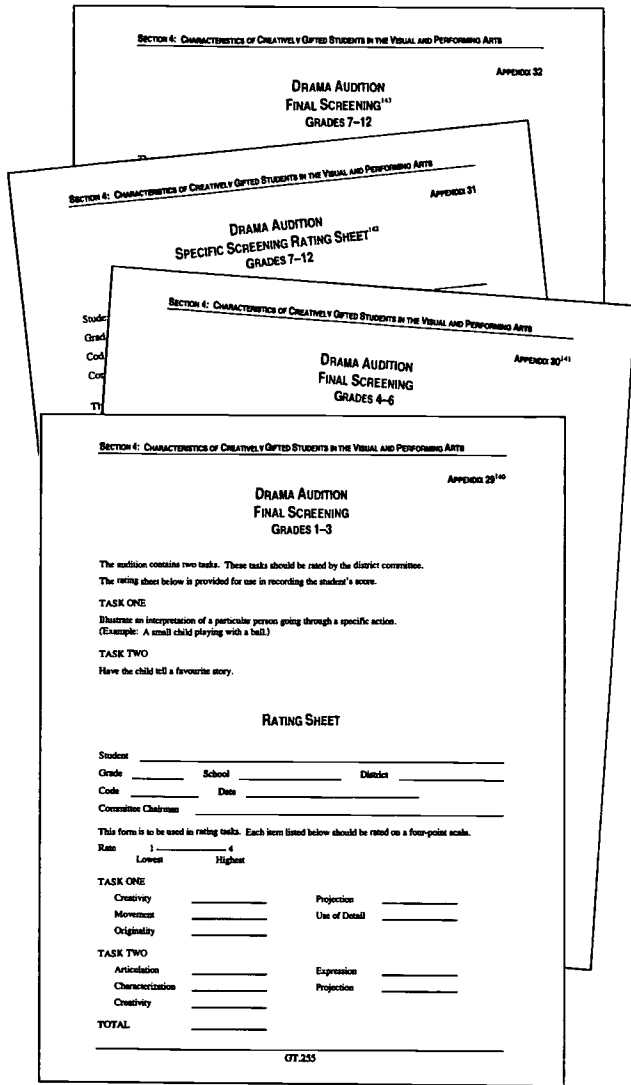 SECTION 4: CHARACTERISTICS OF CREATIVELY GIFTED STUDENTS IN THE VISUAL AND PERFORMING ARTS
APPENDIX 32
DRAMA AUDITION
FINAL SCREENING¹⁴³
GRADES 7–12
SECTION 4: CHARACTERISTICS OF CREATIVELY GIFTED STUDENTS IN THE VISUAL AND PERFORMING ARTS
APPENDIX 31
DRAMA AUDITION
SPECIFIC SCREENING RATING SHEET¹⁴²
GRADES 7–12
Stude
Grad
Cod
Th
SECTION 4: CHARACTERISTICS OF CREATIVELY GIFTED STUDENTS IN THE VISUAL AND PERFORMING ARTS
APPENDIX 30¹⁴¹
DRAMA AUDITION
FINAL SCREENING
GRADES 4–6
SECTION 4: CHARACTERISTICS OF CREATIVELY GIFTED STUDENTS IN THE VISUAL AND PERFORMING ARTS
APPENDIX 29¹⁴⁰
DRAMA AUDITION
FINAL SCREENING
GRADES 1–3
The audition contains two tasks. These tasks should be rated by the district committee.
The rating sheet below is provided for use in recording the student's score.
TASK ONE
Illustrate an interpretation of a particular person going through a specific action.
(Example: A small child playing with a ball.)
TASK TWO
Have the child tell a favourite story.
RATING SHEET
Student
Grade School District
Code Date
Committee Chairman
This form is to be used in rating tasks. Each item listed below should be rated on a four-point scale.
Rate 1 4
Lowest Highest
TASK ONE
Creativity Projection
Movement Use of Detail
Originality
TASK TWO
Articulation Expression
Characterization Projection
Creativity
TOTAL
GT.255